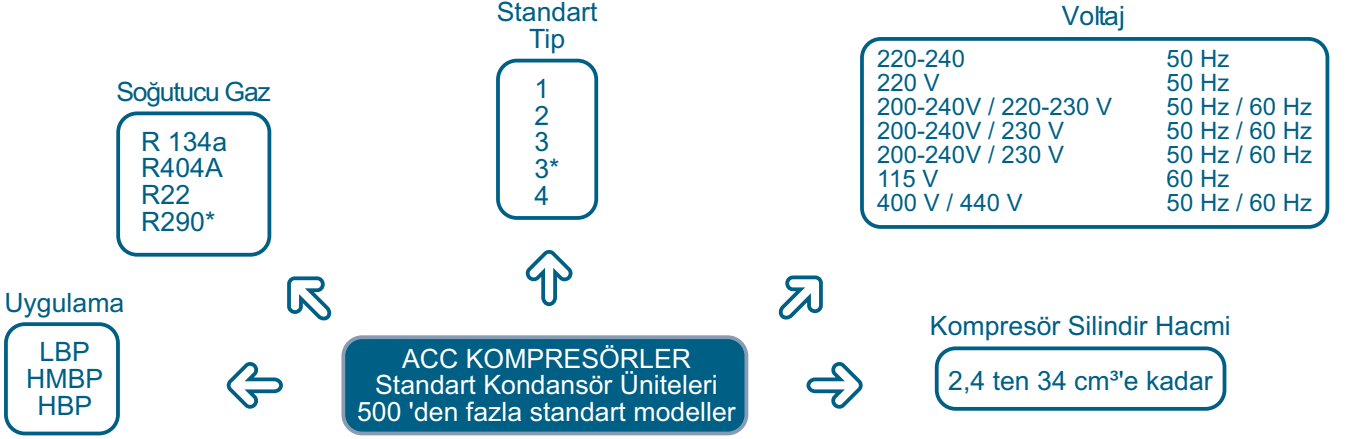 Standart
Tip
1
2
3
3*
4
Voltaj
220-240 50 Hz
220 V 50 Hz
200-240V / 220-230 V 50 Hz / 60 Hz
200-240V / 230 V 50 Hz / 60 Hz
200-240V / 230 V 50 Hz / 60 Hz
115 V 60 Hz
400 V / 440 V 50 Hz / 60 Hz
Soğutucu Gaz
R 134a
R404A
R22
R290*
Uygulama
LBP
HMBP
HBP
ACC KOMPRESÖRLER
Standart Kondansör Üniteleri
500 'den fazla standart modeller
Kompresör Silindir Hacmi
2,4 ten 34 cm³'e kadar